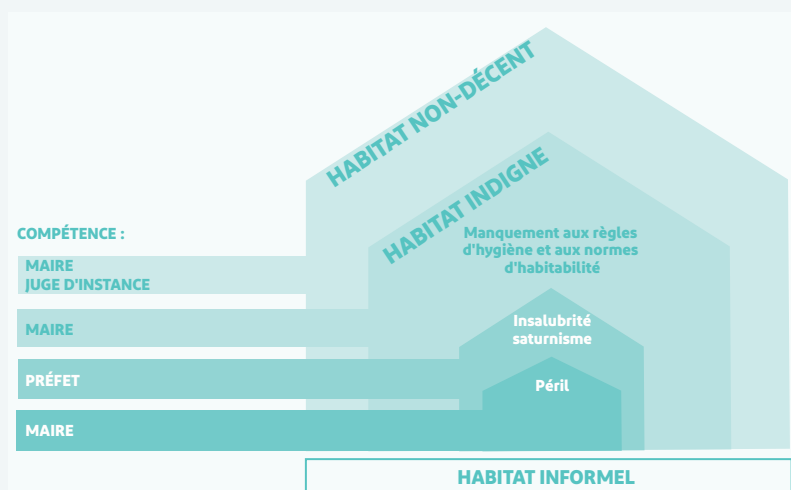 HABITAT NON-DÉCENT
HABITAT INDIGNE
COMPÉTENCE :
Manquement aux règles
d'hygiène et aux normes
d'habitabilité
MAIRE
JUGE D'INSTANCE
MAIRE
Insalubrité
saturnisme
PRÉFET
Péril
MAIRE
HABITAT INFORMEL